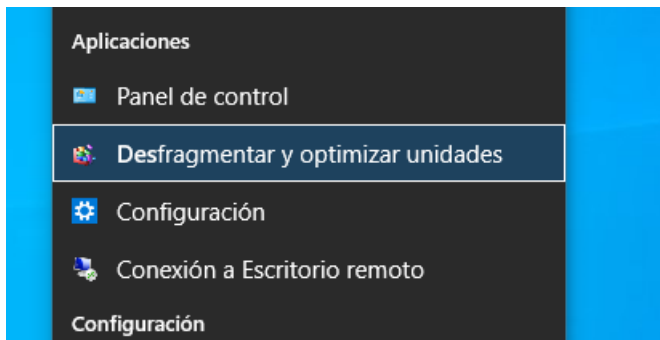 Aplicaciones
Panel de control
Desfragmentar y optimizar unidades
Configuración
Conexión a Escritorio remoto
Configuración